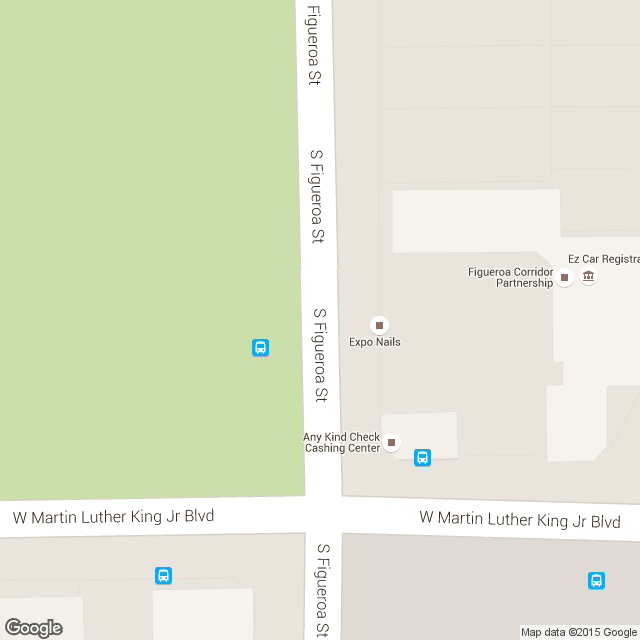 Figueroa St
S Figueroa St
Ez Car Registra
Figueroa Corridor
Partnership
S Figueroa St
Expo Nails
Any Kind Check
Cashing Center
W Martin Luther King Jr Blvd
W Martin Luther King Jr Blvd
S Figueroa St
Google
Map data ©2015 Google